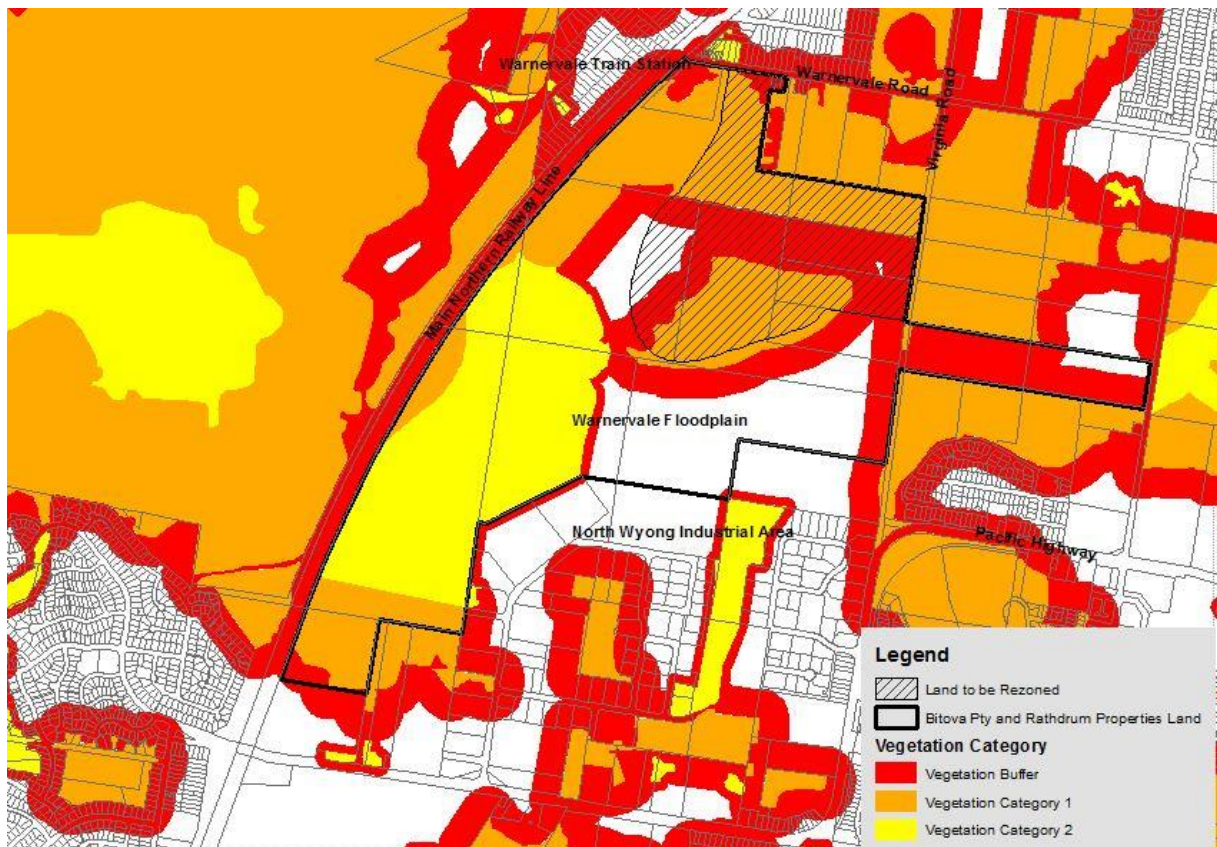 Warnervale Train Station
Warnervale Road
Virginia Road
Main Northern Railway Line
Warnervale Floodplain
North Wyong Industrial Area
Pacific Highway
Legend
Land to be Rezoned
Bitova Pty and Rathdrum Properties Land
Vegetation Category
Vegetation Buffer
Vegetation Category 1
Vegetation Category 2